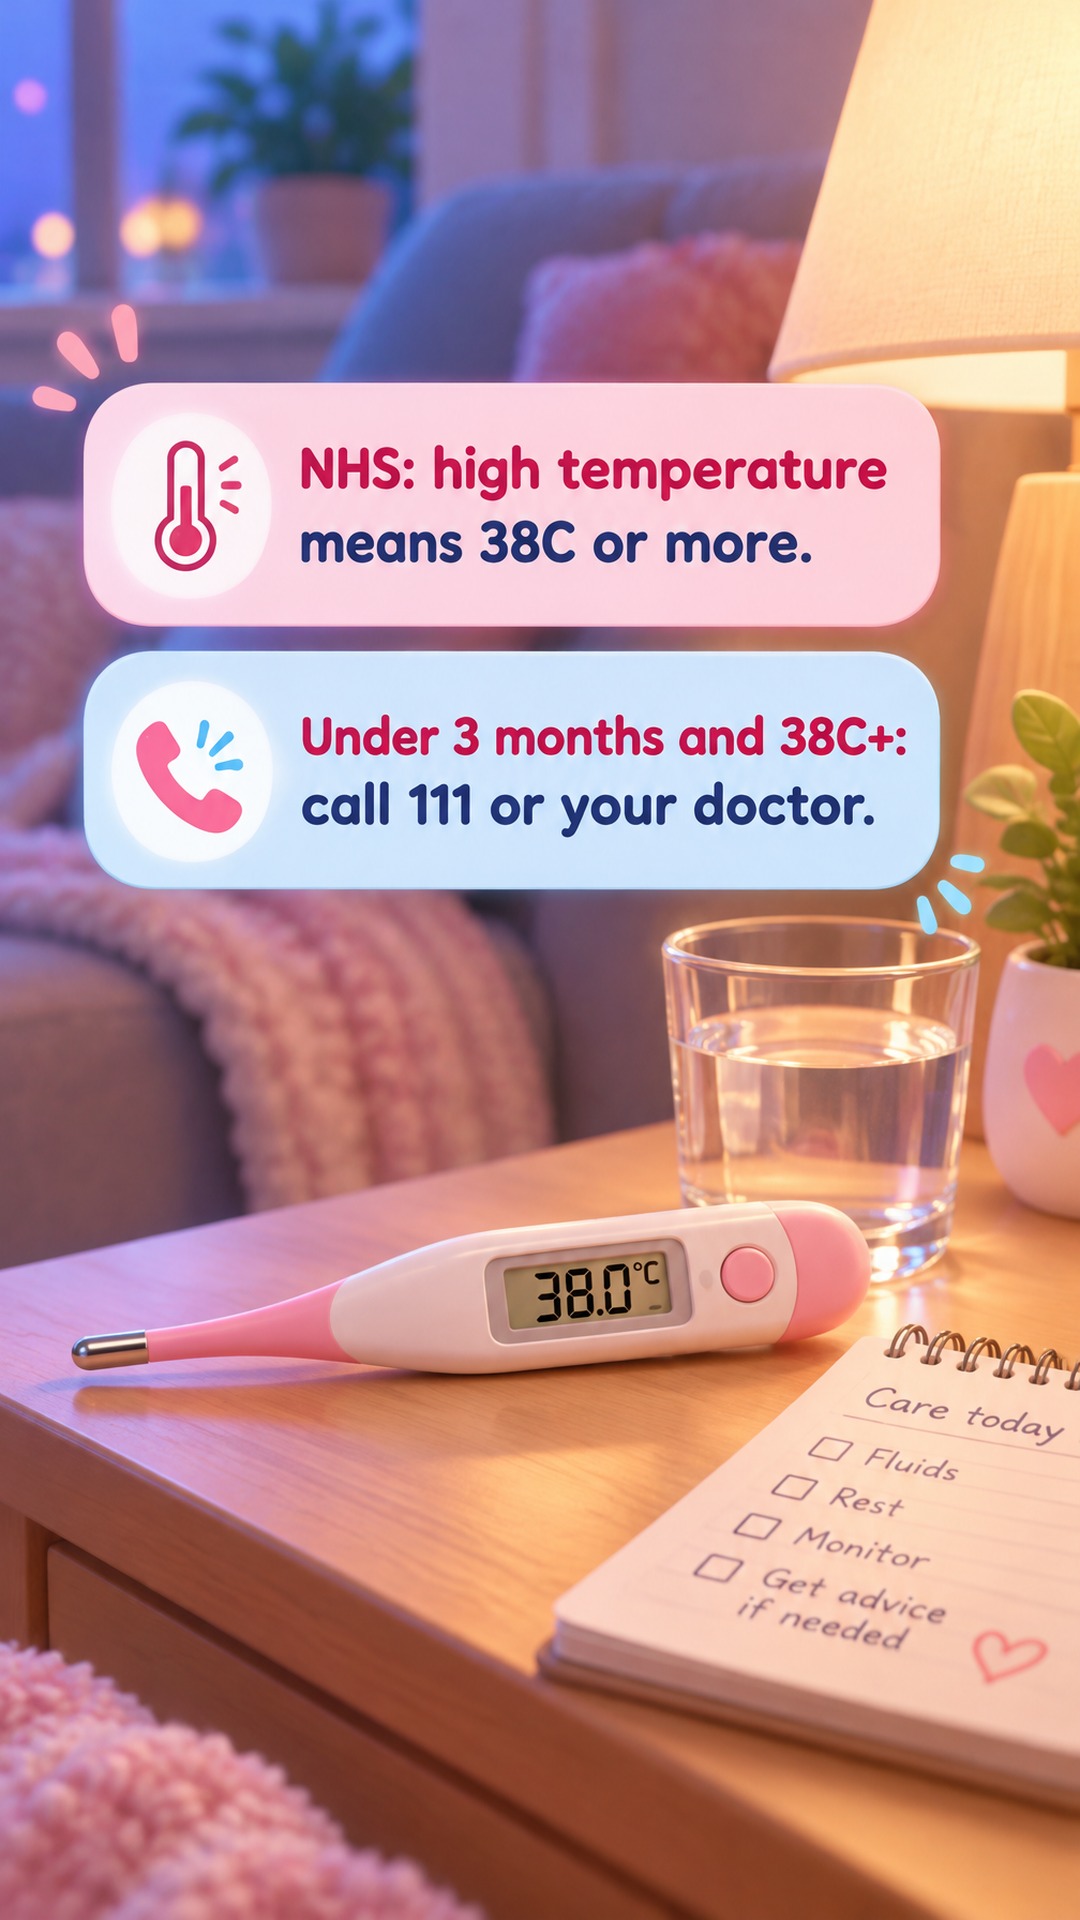 NHS: high temperature
means 38C or more.
Under 3 months and 38C+:
call 111 or your doctor.
38.0°C
Care today
Fluids
Rest
Monitor
Get advice
if needed